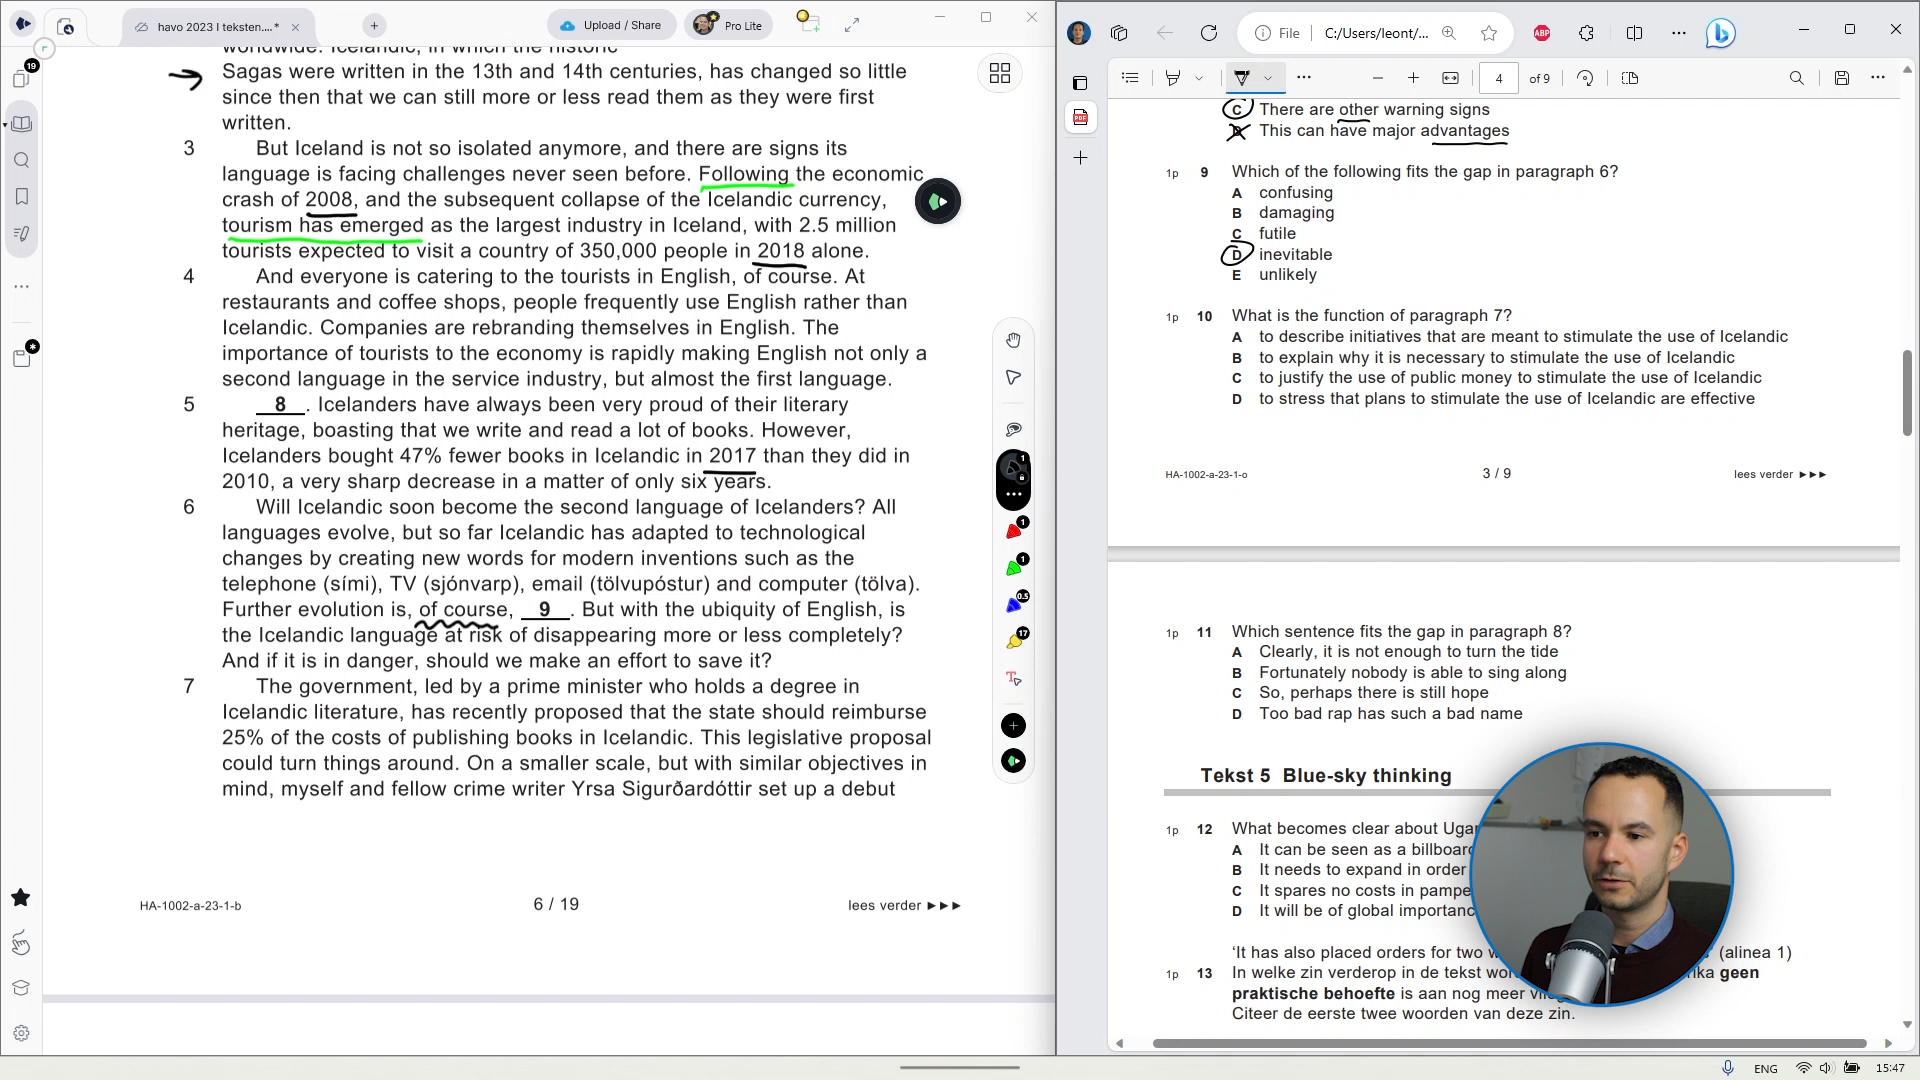 havo 2023 I teksten....*
Upload / Share
Pro Lite
19
worldwide. Icelandic, in which the historic
Sagas were written in the 13th and 14th centuries, has changed so little
since then that we can still more or less read them as they were first
written.
3 But Iceland is not so isolated anymore, and there are signs its
language is facing challenges never seen before. Following the economic
crash of 2008, and the subsequent collapse of the Icelandic currency,
tourism has emerged as the largest industry in Iceland, with 2.5 million
tourists expected to visit a country of 350,000 people in 2018 alone.
4 And everyone is catering to the tourists in English, of course. At
restaurants and coffee shops, people frequently use English rather than
Icelandic. Companies are rebranding themselves in English. The
importance of tourists to the economy is rapidly making English not only a
second language in the service industry, but almost the first language.
5 8 . Icelanders have always been very proud of their literary
heritage, boasting that we write and read a lot of books. However,
Icelanders bought 47% fewer books in Icelandic in 2017 than they did in
2010, a very sharp decrease in a matter of only six years.
6 Will Icelandic soon become the second language of Icelanders? All
languages evolve, but so far Icelandic has adapted to technological
changes by creating new words for modern inventions such as the
telephone (sími), TV (sjónvarp), email (tölvupóstur) and computer (tölva).
Further evolution is, of course, 9 . But with the ubiquity of English, is
the Icelandic language at risk of disappearing more or less completely?
And if it is in danger, should we make an effort to save it?
7 The government, led by a prime minister who holds a degree in
Icelandic literature, has recently proposed that the state should reimburse
25% of the costs of publishing books in Icelandic. This legislative proposal
could turn things around. On a smaller scale, but with similar objectives in
mind, myself and fellow crime writer Yrsa Sigurðardóttir set up a debut
HA-1002-a-23-1-b 6 / 19 lees verder ►►►
1
1
1
0.5
17
File C:/Users/leont/...
ABP
4 of 9
C There are other warning signs
This can have major advantages
1p 9 Which of the following fits the gap in paragraph 6?
A confusing
B damaging
C futile
D inevitable
E unlikely
1p 10 What is the function of paragraph 7?
A to describe initiatives that are meant to stimulate the use of Icelandic
B to explain why it is necessary to stimulate the use of Icelandic
C to justify the use of public money to stimulate the use of Icelandic
D to stress that plans to stimulate the use of Icelandic are effective
HA-1002-a-23-1-o 3 / 9 lees verder ►►►
1p 11 Which sentence fits the gap in paragraph 8?
A Clearly, it is not enough to turn the tide
B Fortunately nobody is able to sing along
C So, perhaps there is still hope
D Too bad rap has such a bad name
Tekst 5 Blue-sky thinking
1p 12 What becomes clear about
A It can be seen as a
B It needs to expand in order
C It spares no costs in
D It will be of global
'It has also placed orders for two (alinea 1)
1p 13 In welke zin verderop in de tekst geen
praktische behoefte is aan nog meer
Citeer de eerste twee woorden van deze zin.
ENG 15:47